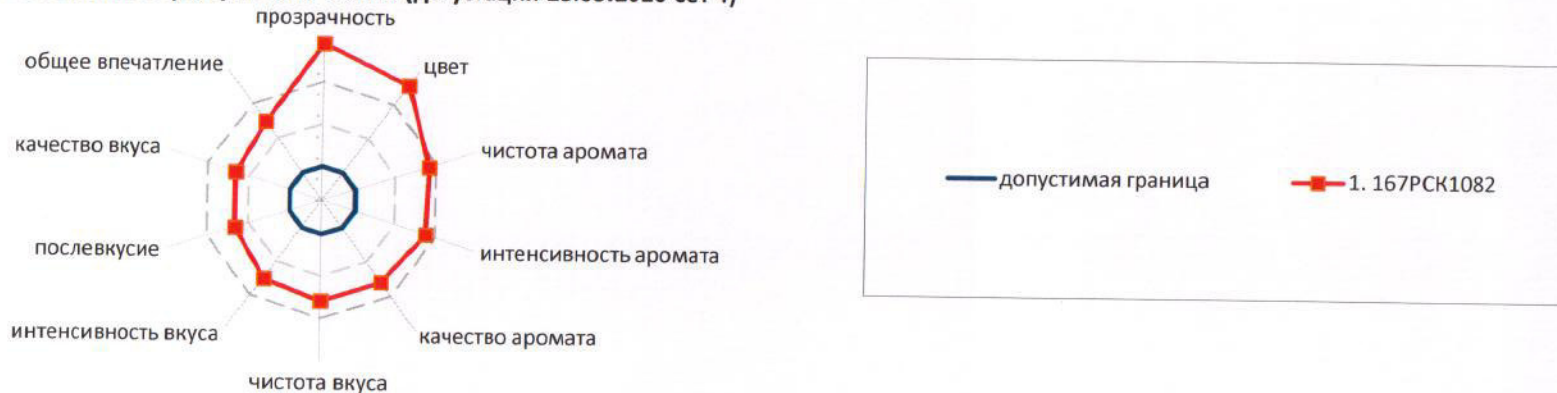 прозрачность
цвет
чистота аромата
интенсивность аромата
качество аромата
чистота вкуса
интенсивность вкуса
послевкусие
качество вкуса
общее впечатление
допустимая граница
1. 167РСК1082